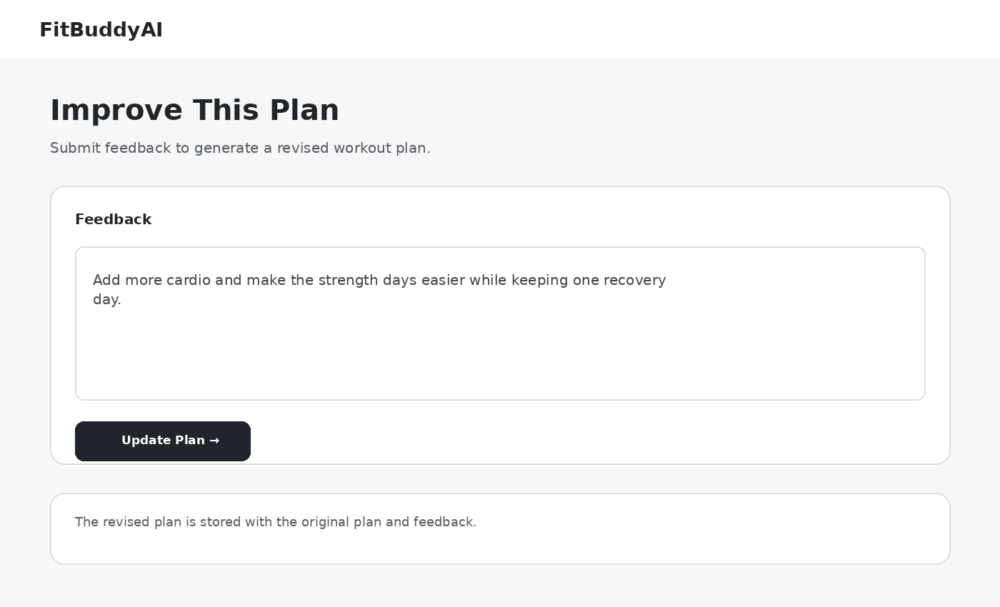 FitBuddyAI
Improve This Plan
Submit feedback to generate a revised workout plan.
Feedback
Add more cardio and make the strength days easier while keeping one recovery
day.
Update Plan →
The revised plan is stored with the original plan and feedback.